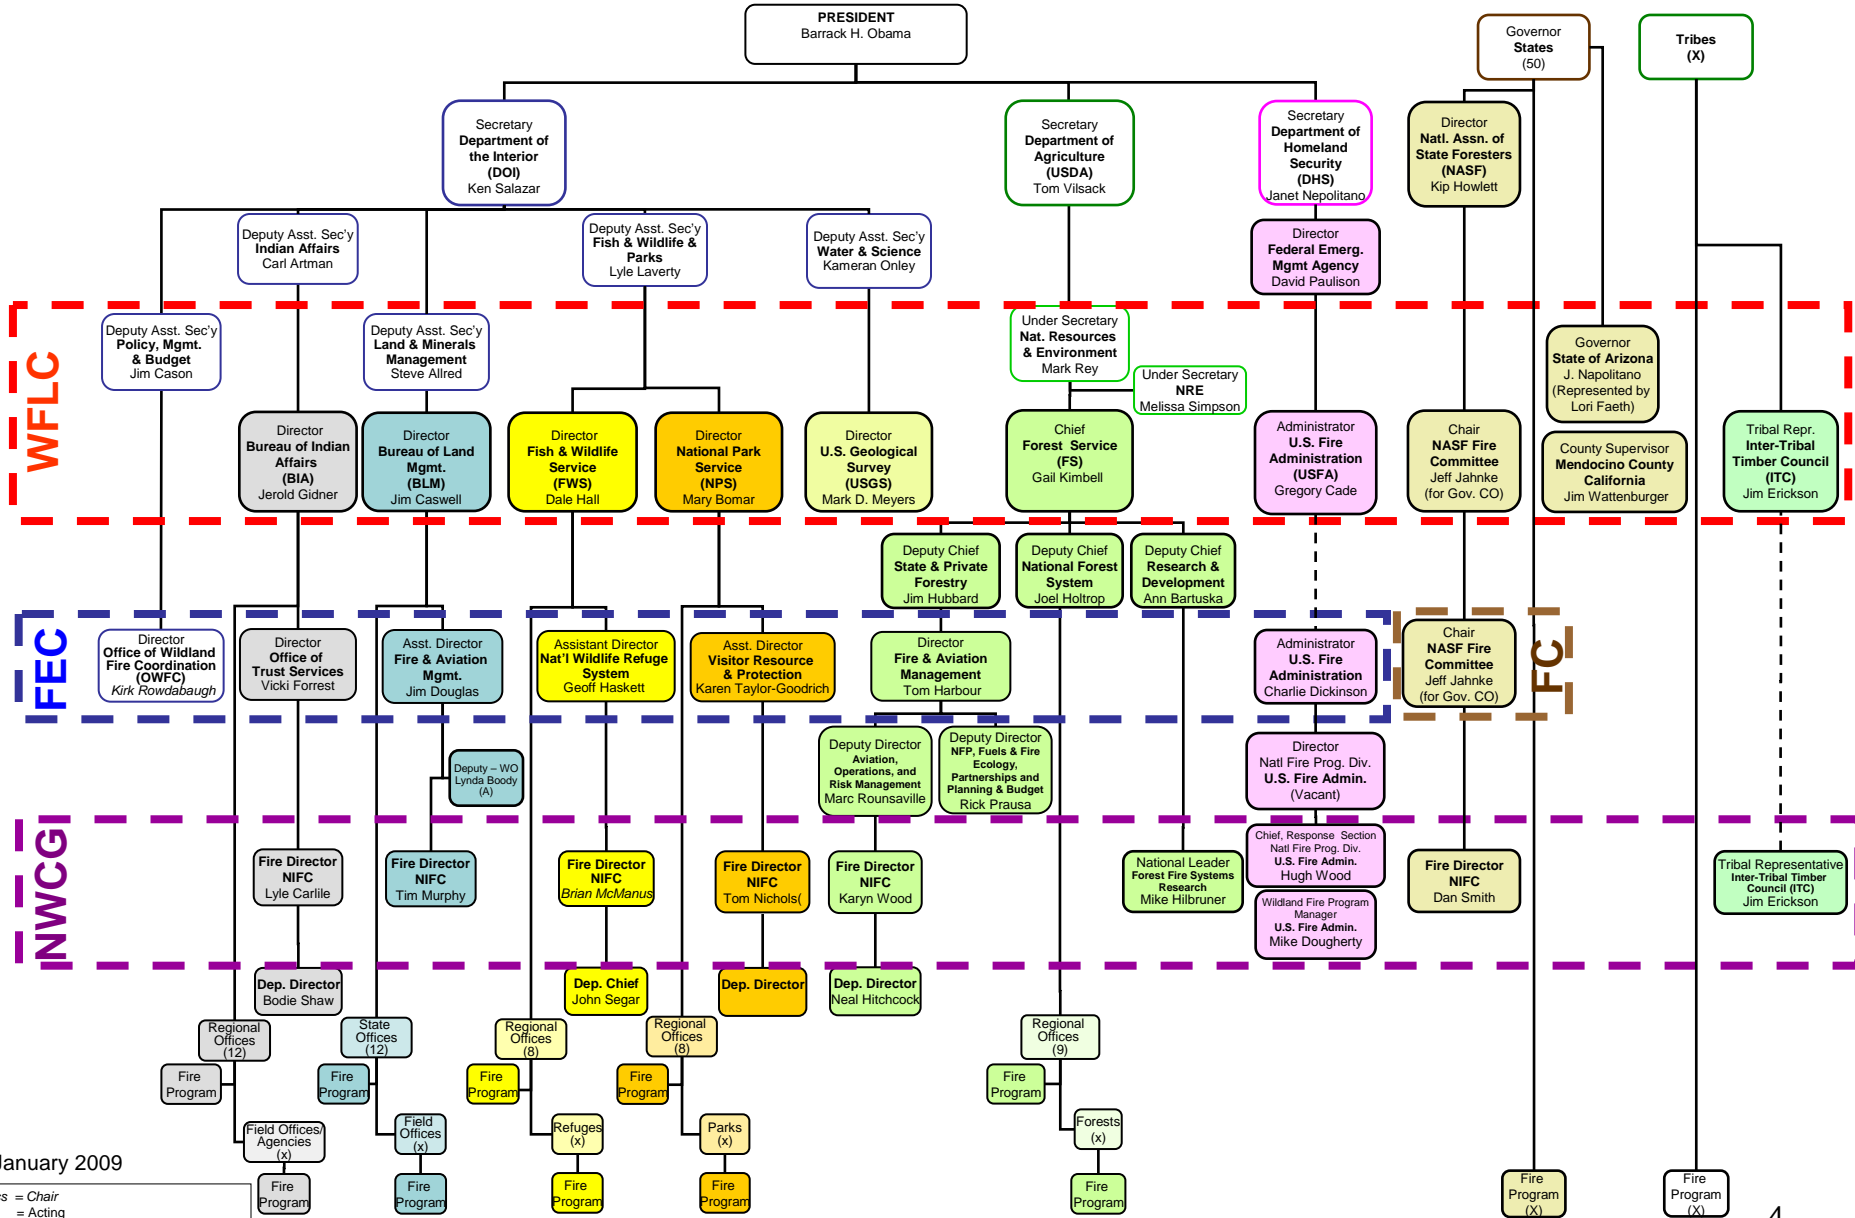 PRESIDENT
Barrack H. Obama
Governor
States
(50)
Tribes
(X)
Secretary
Department of
the Interior
(DOI)
Ken Salazar
Secretary
Department of
Agriculture
(USDA)
Tom Vilsack
Secretary
Department of
Homeland
Security
(DHS)
Janet Nepolitano
Director
Natl. Assn. of
State Foresters
(NASF)
Kip Howlett
Deputy Asst. Sec'y
Indian Affairs
Carl Artman
Deputy Asst. Sec'y
Fish & Wildlife &
Parks
Lyle Laverty
Deputy Asst. Sec'y
Water & Science
Kameran Onley
Director
Federal Emerg.
Mgmt Agency
David Paulison
WFLC
Deputy Asst. Sec'y
Policy, Mgmt.
& Budget
Jim Cason
Deputy Asst. Sec'y
Land & Minerals
Management
Steve Allred
Under Secretary
Nat. Resources
& Environment
Mark Rey
Under Secretary
NRE
Melissa Simpson
Governor
State of Arizona
J. Napolitano
(Represented by
Lori Faeth)
Director
Bureau of Indian
Affairs
(BIA)
Jerold Gidner
Director
Bureau of Land
Mgmt.
(BLM)
Jim Caswell
Director
Fish & Wildlife
Service
(FWS)
Dale Hall
Director
National Park
Service
(NPS)
Mary Bomar
Director
U.S. Geological
Survey
(USGS)
Mark D. Meyers
Chief
Forest Service
(FS)
Gail Kimbell
Administrator
U.S. Fire
Administration
(USFA)
Gregory Cade
Chair
NASF Fire
Committee
Jeff Jahnke
(for Gov. CO)
County Supervisor
Mendocino County
California
Jim Wattenburger
Tribal Repr.
Inter-Tribal
Timber Council
(ITC)
Jim Erickson
Deputy Chief
State & Private
Forestry
Jim Hubbard
Deputy Chief
National Forest
System
Joel Holtrop
Deputy Chief
Research &
Development
Ann Bartuska
FEC
Director
Office of Wildland
Fire Coordination
(OWFC)
Kirk Rowdabaugh
Director
Office of
Trust Services
Vicki Forrest
Asst. Director
Fire & Aviation
Mgmt.
Jim Douglas
Assistant Director
Nat'l Wildlife Refuge
System
Geoff Haskett
Asst. Director
Visitor Resource
& Protection
Karen Taylor-Goodrich
Director
Fire & Aviation
Management
Tom Harbour
Administrator
U.S. Fire
Administration
Charlie Dickinson
Chair
NASF Fire
Committee
Jeff Jahnke
(for Gov. CO)
FC
Deputy – WO
Lynda Boody
(A)
Deputy Director
Aviation,
Operations, and
Risk Management
Marc Rounsaville
Deputy Director
NFP, Fuels & Fire
Ecology,
Partnerships and
Planning & Budget
Rick Prausa
Director
Natl Fire Prog. Div.
U.S. Fire Admin.
(Vacant)
NWCG
Fire Director
NIFC
Lyle Carlile
Fire Director
NIFC
Tim Murphy
Fire Director
NIFC
Brian McManus
Fire Director
NIFC
Tom Nichols(
Fire Director
NIFC
Karyn Wood
National Leader
Forest Fire Systems
Research
Mike Hilbruner
Chief, Response Section
Natl Fire Prog. Div.
U.S. Fire Admin.
Hugh Wood
Wildland Fire Program
Manager
U.S. Fire Admin.
Mike Dougherty
Fire Director
NIFC
Dan Smith
Tribal Representative
Inter-Tribal Timber
Council (ITC)
Jim Erickson
Dep. Director
Bodie Shaw
Dep. Chief
John Segar
Dep. Director
Dep. Director
Neal Hitchcock
Regional
Offices
(12)
State
Offices
(12)
Regional
Offices
(8)
Regional
Offices
(8)
Regional
Offices
(9)
Fire
Program
Fire
Program
Fire
Program
Fire
Program
Fire
Program
Field Offices/
Agencies
(x)
Field
Offices
(x)
Refuges
(x)
Parks
(x)
Forests
(x)
Fire
Program
Fire
Program
Fire
Program
Fire
Program
Fire
Program
Fire
Program
(X)
Fire
Program
(X)
January 2009
= Chair
= Acting
4